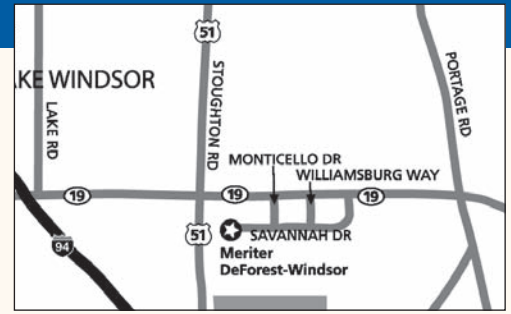 51
KE WINDSOR
LAKE RD
STOUGHTON RD
PORTAGE RD
MONTICELLO DR
WILLIAMSBURG WAY
19
19
19
51
SAVANNAH DR
94
Meriter
DeForest-Windsor